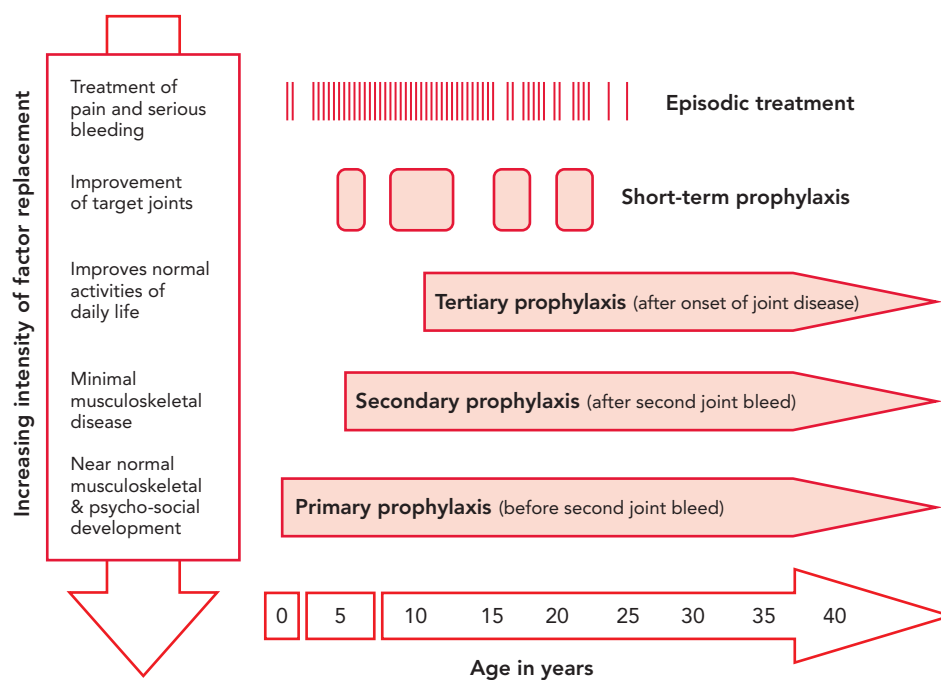 Increasing intensity of factor replacement
Treatment of
pain and serious
bleeding
Episodic treatment
Improvement
of target joints
Short-term prophylaxis
Improves normal
activities of
daily life
Tertiary prophylaxis (after onset of joint disease)
Minimal
musculoskeletal
disease
Secondary prophylaxis (after second joint bleed)
Near normal
musculoskeletal
& psycho-social
development
Primary prophylaxis (before second joint bleed)
0 5 10 15 20 25 30 35 40
Age in years